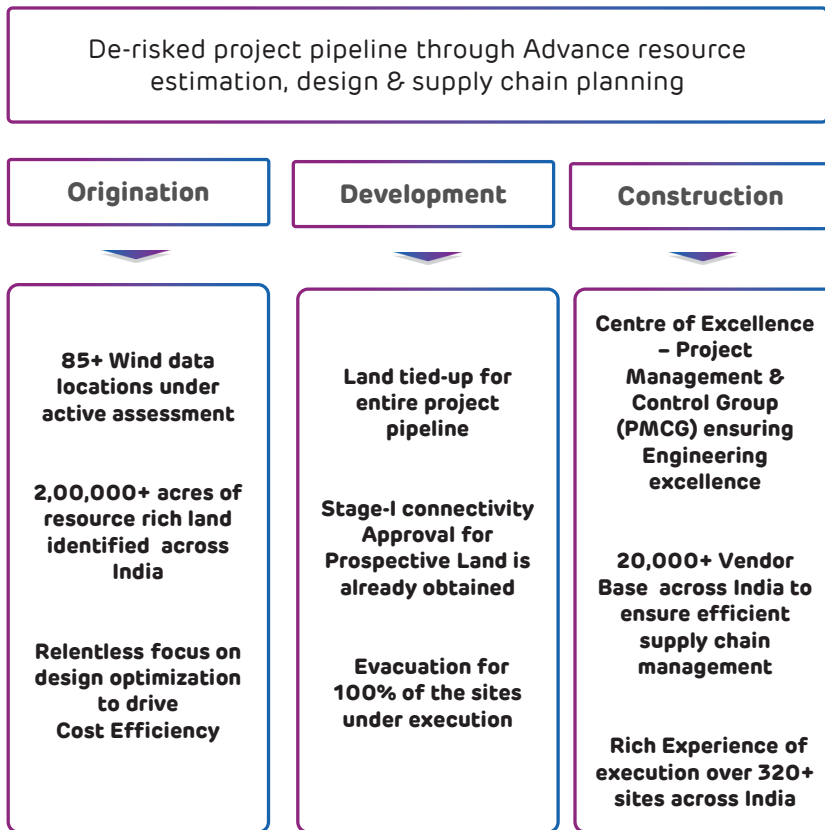 De-risked project pipeline through Advance resource
estimation, design & supply chain planning
Origination
Development
Construction
85+ Wind data
locations under
active assessment
2,00,000+ acres of
resource rich land
identified across
India
Relentless focus on
design optimization
to drive
Cost Efficiency
Land tied-up for
entire project
pipeline
Stage-I connectivity
Approval for
Prospective Land is
already obtained
Evacuation for
100% of the sites
under execution
Centre of Excellence
– Project
Management &
Control Group
(PMCG) ensuring
Engineering
excellence
20,000+ Vendor
Base across India to
ensure efficient
supply chain
management
Rich Experience of
execution over 320+
sites across India